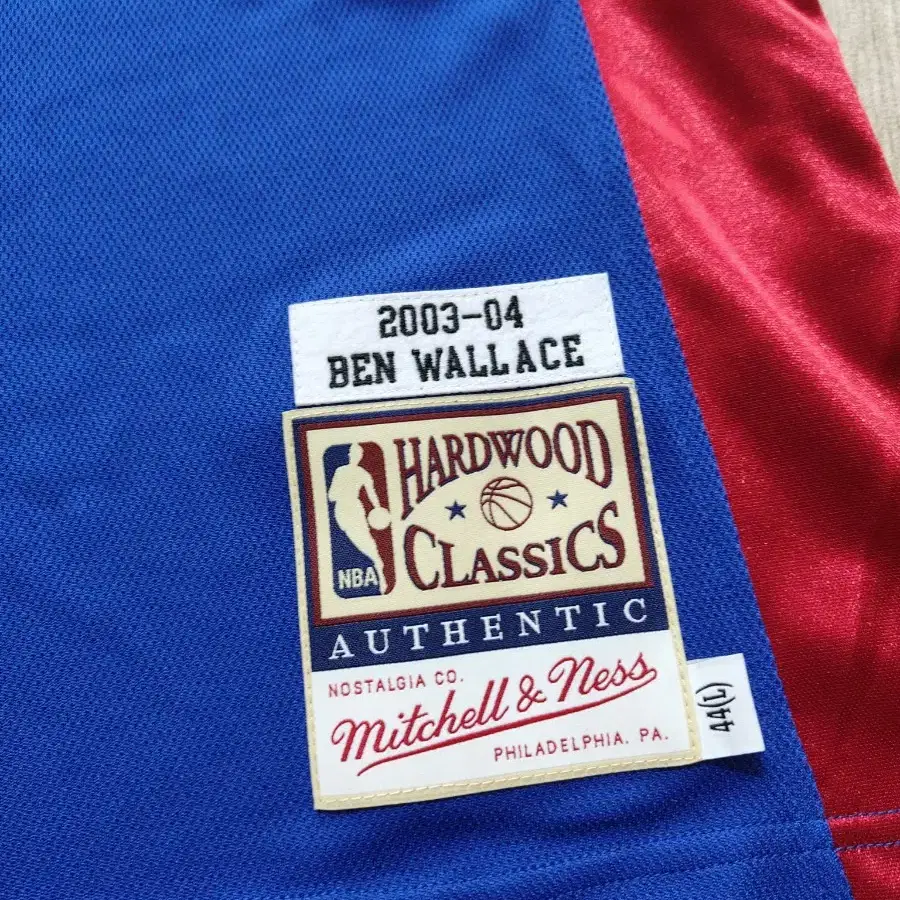 2003-04
BEN WALLACE
HARDWOOD
CLASSICS
NBA
AUTHENTIC
NOSTALGIA CO.
Mitchell & Ness
PHILADELPHIA, PA.
44(L)